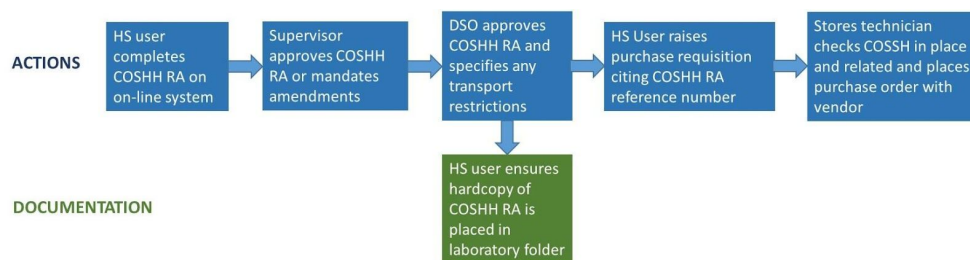 ACTIONS
HS user
completes
COSHH RA on
on-line system
Supervisor
approves COSHH
RA or mandates
amendments
DSO approves
COSHH RA and
specifies any
transport
restrictions
HS User raises
purchase requisition
citing COSHH RA
reference number
Stores technician
checks COSSH in place
and related and places
purchase order with
vendor
DOCUMENTATION
HS user ensures
hardcopy of
COSHH RA is
placed in
laboratory folder